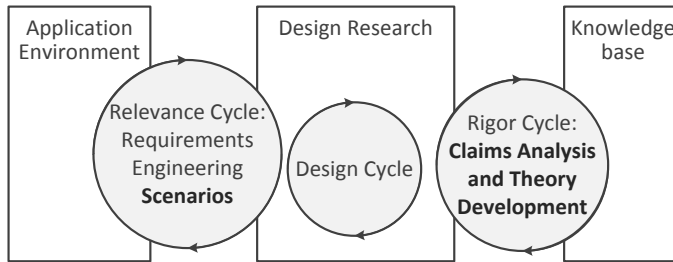 Application
Environment
Relevance Cycle:
Requirements
Engineering
Scenarios
Design Research
Design Cycle
Rigor Cycle:
Claims Analysis
and Theory
Development
Knowledge
base